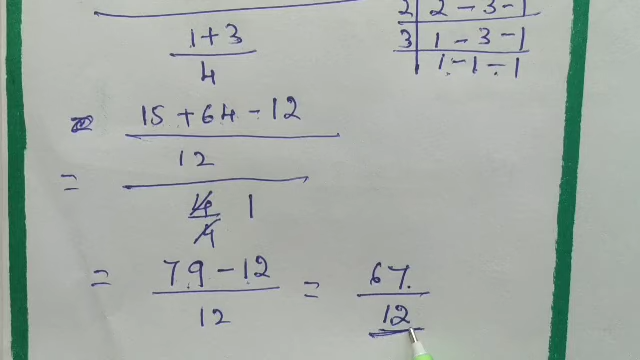 2 | 2 - 3 - 1
1 + 3
3 | 1 - 3 - 1
4
1 - 1 - 1
15 + 64 - 12
12
=
4 1
4
= 79 - 12 = 67
12 12